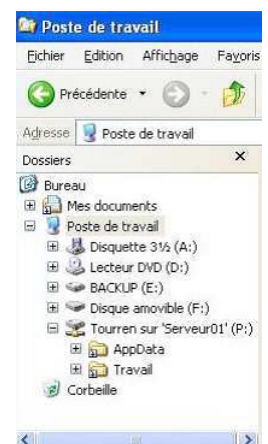 Poste de travail
Fichier Edition Affichage Favoris
Précédente
Adresse Poste de travail
Dossiers x
Bureau
Mes documents
Poste de travail
Disquette 3½ (A:)
Lecteur DVD (D:)
BACKUP (E:)
Disque amovible (F:)
Tourren sur 'Serveur01' (P:)
AppData
Travail
Corbeille